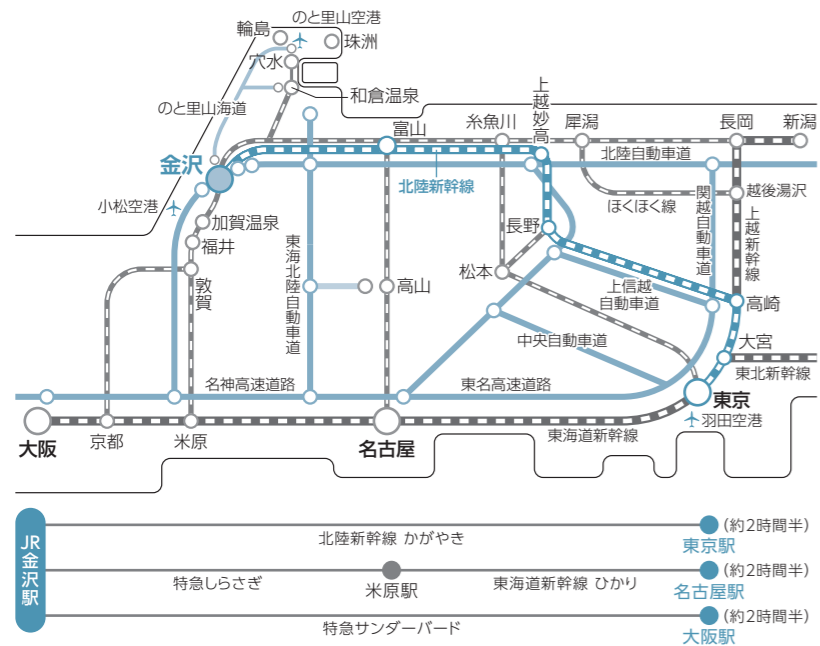 のと里山空港
輪島
珠洲
穴水
和倉温泉
のと里山海道
金沢
富山
糸魚川
上越妙高
犀潟
長岡
新潟
北陸自動車道
北陸新幹線
ほくほく線
越後湯沢
関越自動車道
上越新幹線
小松空港
加賀温泉
福井
敦賀
東海北陸自動車道
高山
長野
松本
上信越
自動車道
高崎
中央自動車道
大宮
東北新幹線
名神高速道路
東名高速道路
東京
羽田空港
大阪
京都
米原
名古屋
東海道新幹線
JR金沢駅
北陸新幹線 かがやき
(約2時間半)
東京駅
特急しらさぎ
米原駅
東海道新幹線 ひかり
(約2時間半)
名古屋駅
特急サンダーバード
(約2時間半)
大阪駅